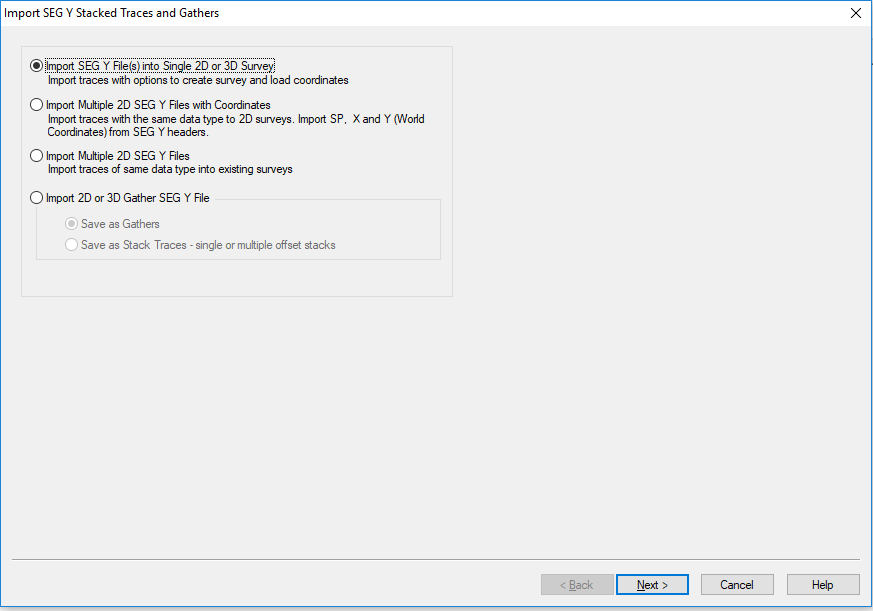 Import SEG Y Stacked Traces and Gathers
Import SEG Y File(s) into Single 2D or 3D Survey
Import traces with options to create survey and load coordinates
Import Multiple 2D SEG Y Files with Coordinates
Import traces with the same data type to 2D surveys. Import SP, X and Y (World
Coordinates) from SEG Y headers.
Import Multiple 2D SEG Y Files
Import traces of same data type into existing surveys
Import 2D or 3D Gather SEG Y File
Save as Gathers
Save as Stack Traces - single or multiple offset stacks
< Back
Next >
Cancel
Help